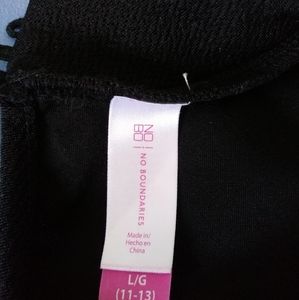 NO
BO
NO BOUNDARIES
Made in/
Hecho en
China
L/G
(11-13)